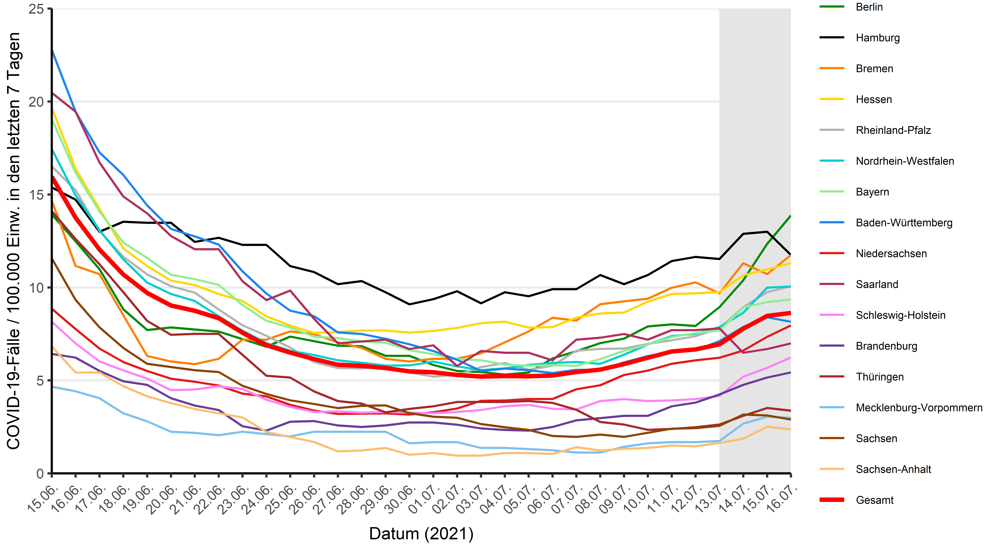 COVID-19-Fälle / 100.000 Einw. in den letzten 7 Tagen
25
20
15
10
5
0
15.06.
16.06.
17.06.
18.06.
19.06.
20.06.
21.06.
22.06.
23.06.
24.06.
25.06.
26.06.
27.06.
28.06.
29.06.
30.06.
01.07.
02.07.
03.07.
04.07.
05.07.
06.07.
07.07.
08.07.
09.07.
10.07.
11.07.
12.07.
13.07.
14.07.
15.07.
16.07.
Datum (2021)
Berlin
Hamburg
Bremen
Hessen
Rheinland-Pfalz
Nordrhein-Westfalen
Bayern
Baden-Württemberg
Niedersachsen
Saarland
Schleswig-Holstein
Brandenburg
Thüringen
Mecklenburg-Vorpommern
Sachsen
Sachsen-Anhalt
Gesamt